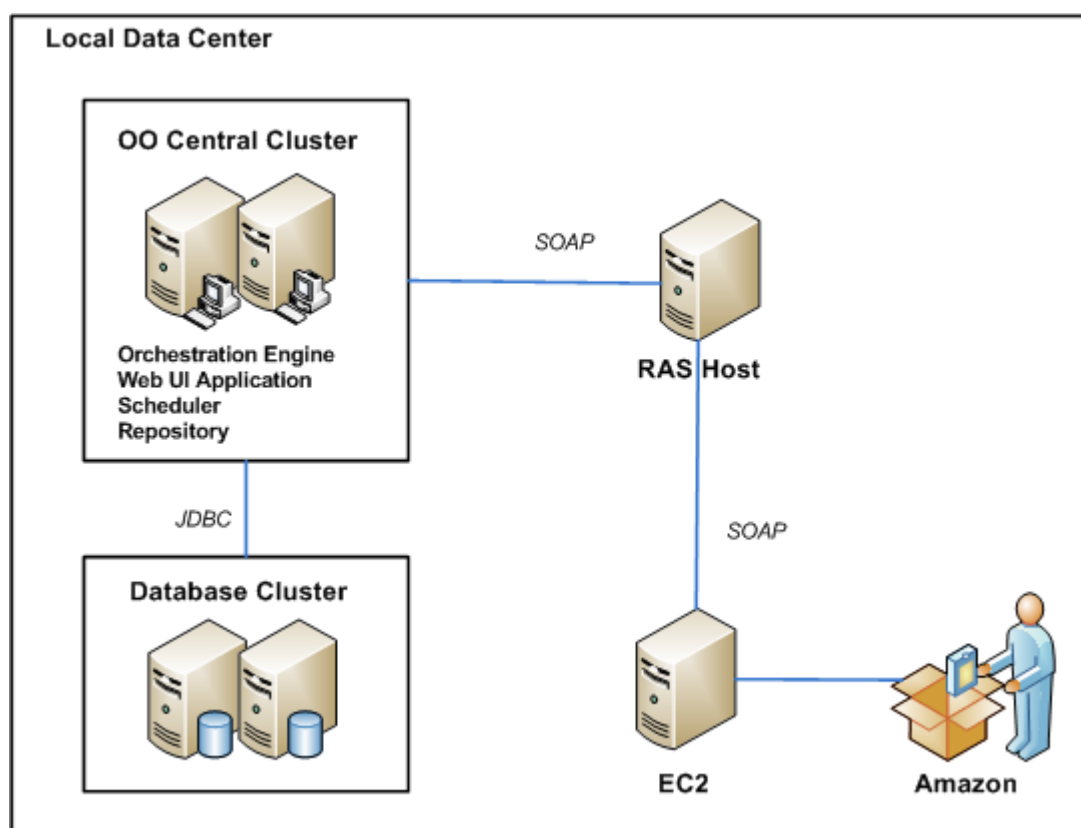 Local Data Center
OO Central Cluster
SOAP
Orchestration Engine
Web UI Application
Scheduler
Repository
RAS Host
JDBC
SOAP
Database Cluster
EC2
Amazon